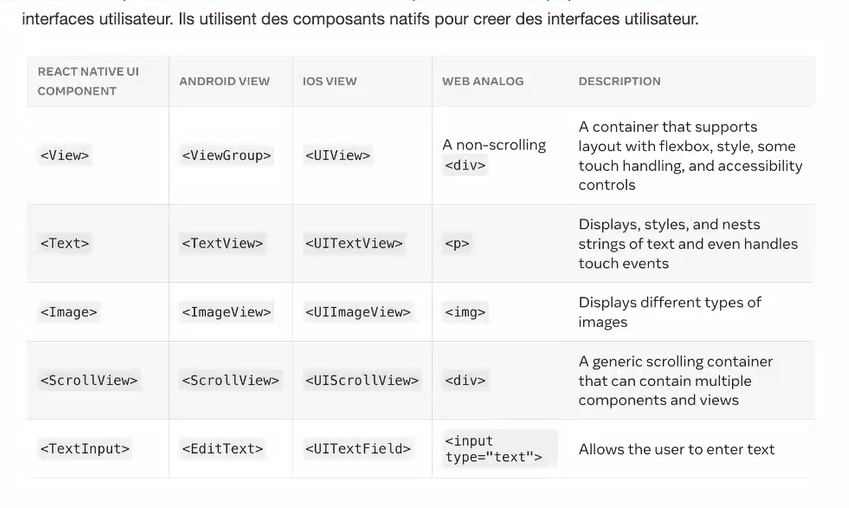 interfaces utilisateur. Ils utilisent des composants natifs pour creer des interfaces utilisateur.
REACT NATIVE UI COMPONENT ANDROID VIEW IOS VIEW WEB ANALOG DESCRIPTION
<View> <ViewGroup> <UIView> A non-scrolling <div> A container that supports layout with flexbox, style, some touch handling, and accessibility controls
<Text> <TextView> <UITextView> <p> Displays, styles, and nests strings of text and even handles touch events
<Image> <ImageView> <UIImageView> <img> Displays different types of images
<ScrollView> <ScrollView> <UIScrollView> <div> A generic scrolling container that can contain multiple components and views
<TextInput> <EditText> <UITextField> <input type="text"> Allows the user to enter text